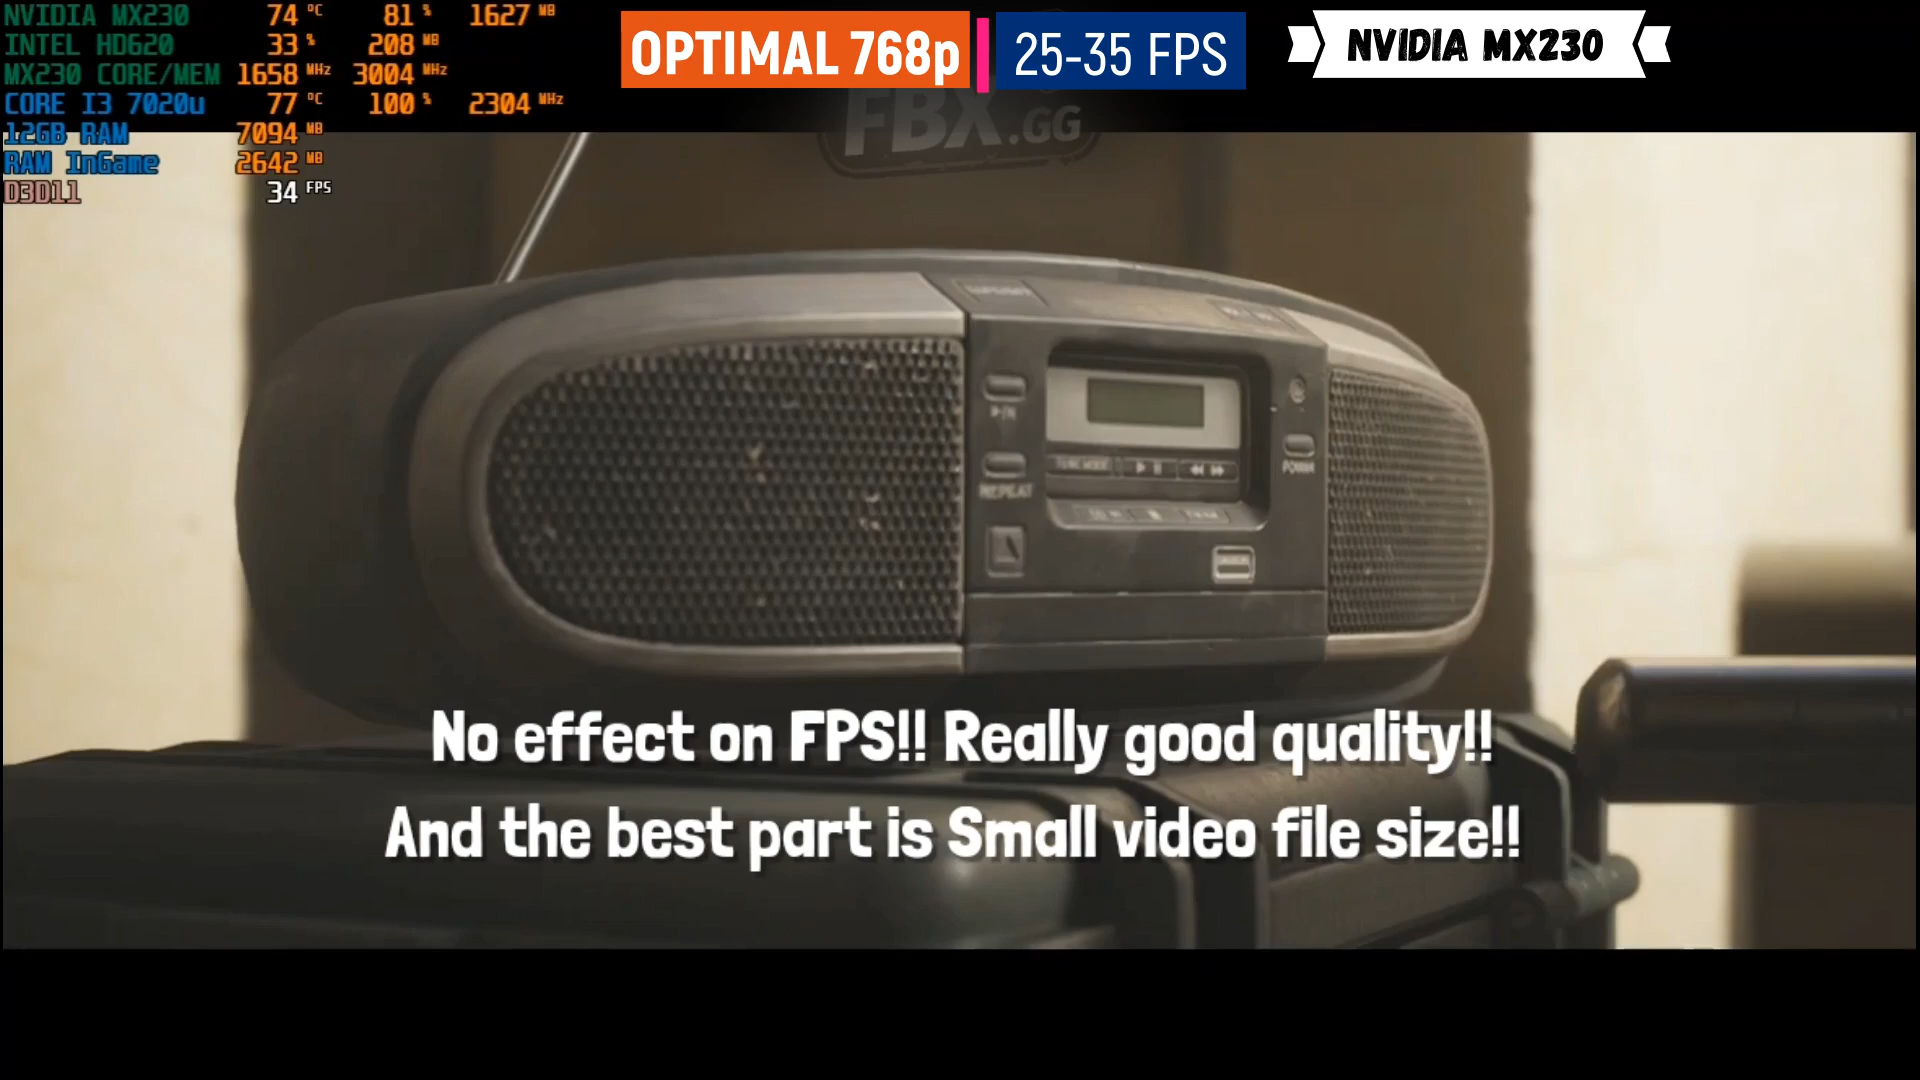 NVIDIA MX230 74 °C 81 % 1627 MB
INTEL HD620 33 % 208 MB
MX230 CORE/MEM 1658 MHz 3004 MHz
CORE I3 7020u 77 °C 100 % 2304 MHz
12GB RAM 7094 MB
RAM InGame 2642 MB
D3D11 34 FPS
OPTIMAL 768p 25-35 FPS
NVIDIA MX230
FBX.GG
REPEAT
POWER
No effect on FPS!! Really good quality!!
And the best part is Small video file size!!